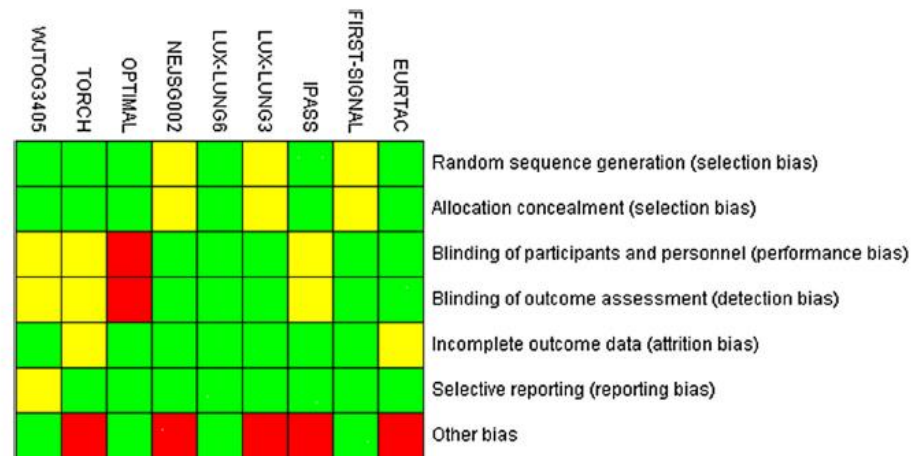 WJTOG3405
TORCH
OPTIMAL
NEJSG002
LUX-LUNG6
LUX-LUNG3
IPASS
FIRST-SIGNAL
EURTAC
Random sequence generation (selection bias)
Allocation concealment (selection bias)
Blinding of participants and personnel (performance bias)
Blinding of outcome assessment (detection bias)
Incomplete outcome data (attrition bias)
Selective reporting (reporting bias)
Other bias